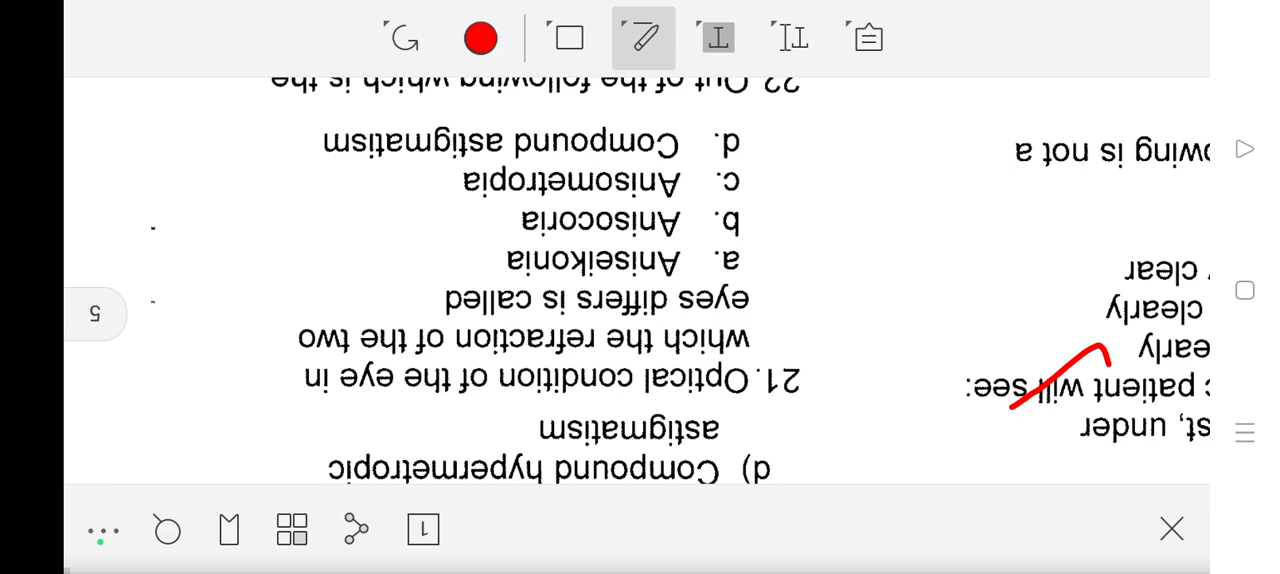 st, under
patient will see:
early
clearly
clear
owing is not a
d) Compound hypermetropic
astigmatism
21. Optical condition of the eye in
which the refraction of the two
eyes differs is called
a. Aniseikonia
b. Anisocoria
c. Anisometropia
d. Compound astigmatism
22. Out of the following which is the
5
1